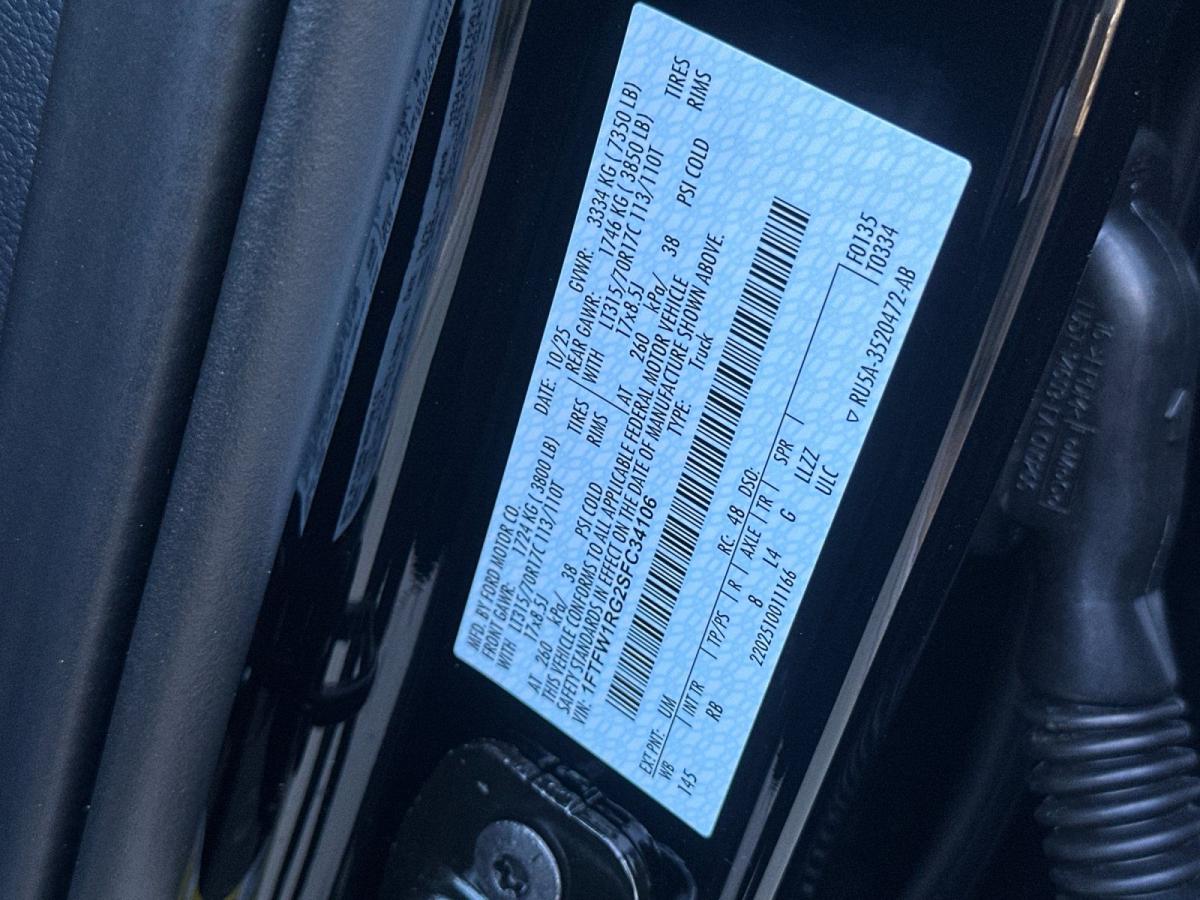 MFD. BY FORD MOTOR CO.
DATE: 10/25 GVWR: 3334 KG ( 7350 LB)
FRONT GAWR: 1724 KG ( 3800 LB) REAR GAWR: 1746 KG ( 3850 LB)
WITH LT315/70R17C 113/110T TIRES WITH LT315/70R17C 113/110T TIRES
17x8.5J RIMS 17x8.5J RIMS
AT 260 kPa/ 38 PSI COLD AT 260 kPa/ 38 PSI COLD
THIS VEHICLE CONFORMS TO ALL APPLICABLE FEDERAL MOTOR VEHICLE
SAFETY STANDARDS IN EFFECT ON THE DATE OF MANUFACTURE SHOWN ABOVE.
VIN: 1FTFW1RG2SFC34106 TYPE: Truck
EXT PNT: UM RC: 48 DSO: F0135
WB INT TR TP/PS R AXLE TR SPR T0334
145 RB 8 L4 G LLZZ
ULC
220251001166
▽ RU5A-3520472-AB